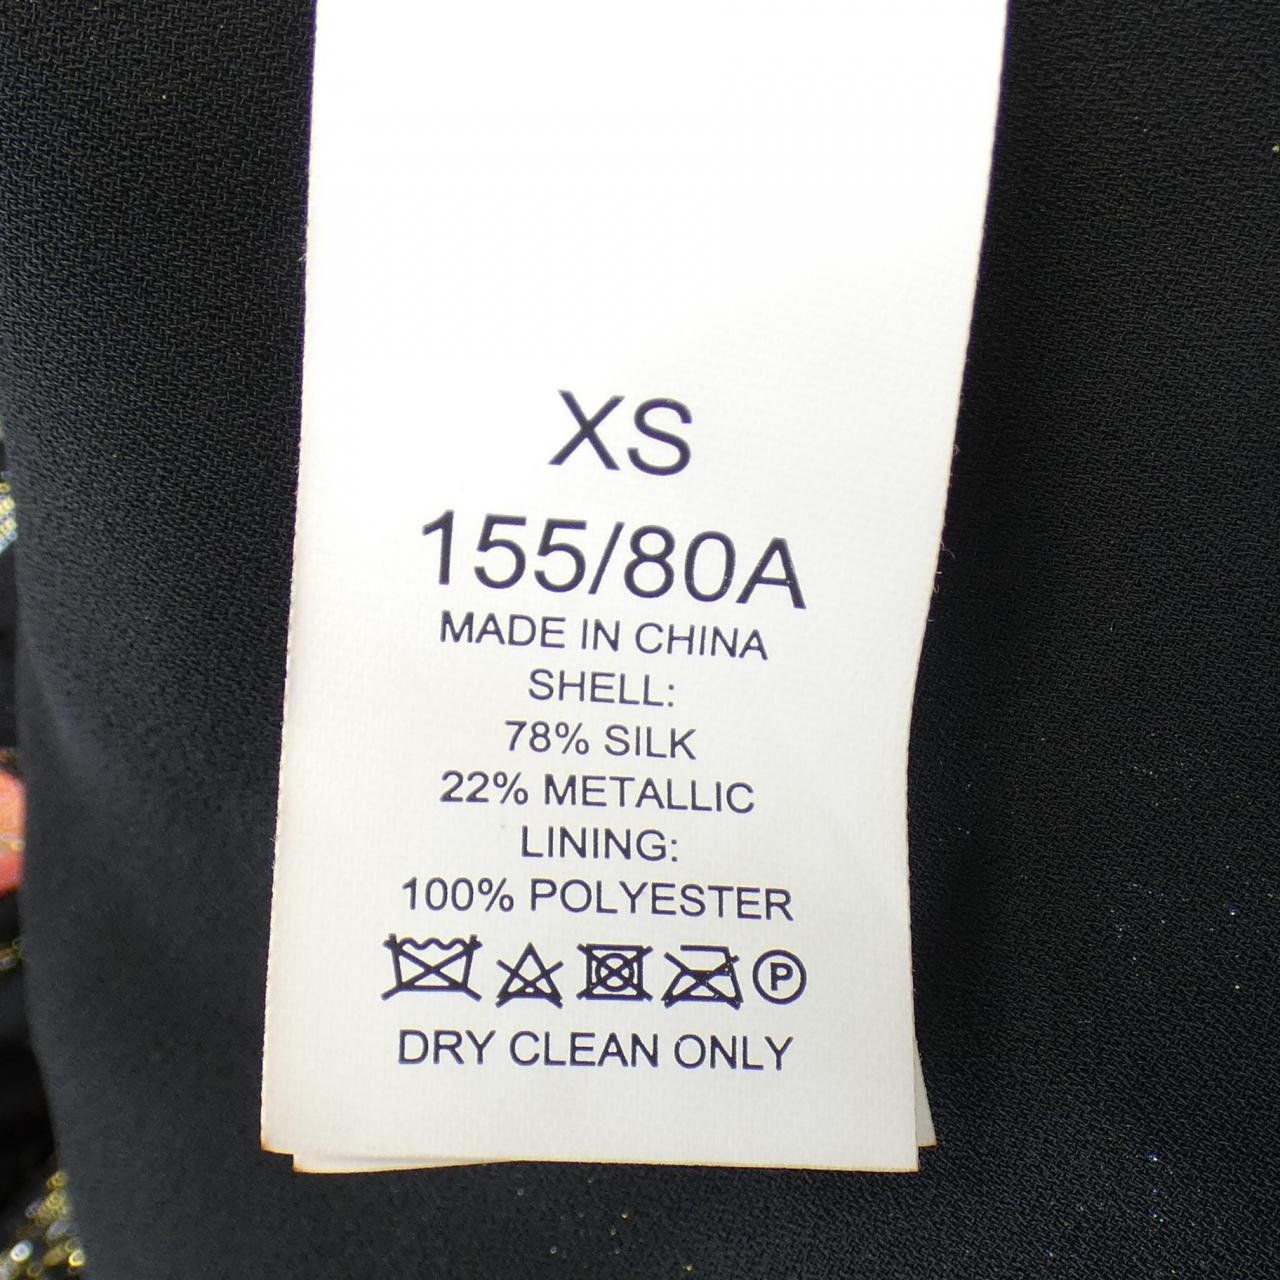 XS
155/80A
MADE IN CHINA
SHELL:
78% SILK
22% METALLIC
LINING:
100% POLYESTER
P
DRY CLEAN ONLY